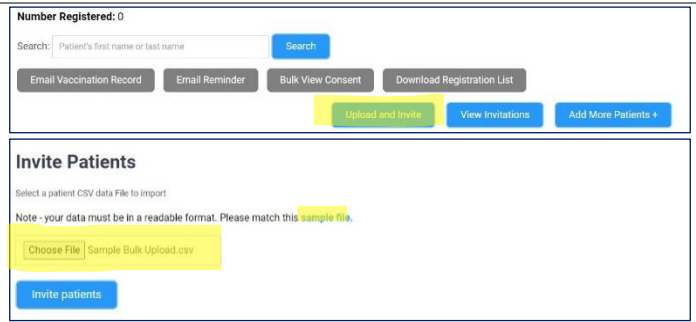 Number Registered: 0
Search: Patient's first name or last name Search
Email Vaccination Record Email Reminder Bulk View Consent Download Registration List
Upload and Invite View Invitations Add More Patients +
Invite Patients
Select a patient CSV data File to import
Note - your data must be in a readable format. Please match this sample file.
Choose File Sample Bulk Upload.csv
Invite patients